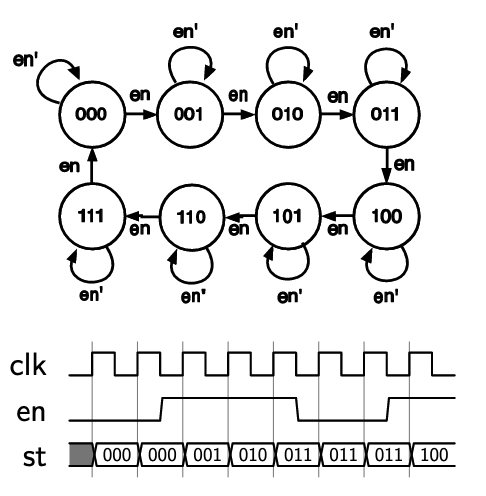 en' en' en' en'
000 en 001 en 010 en 011
en en
111 en 110 en 101 en 100
en' en' en' en'
clk
en
st 000 000 001 010 011 011 011 100